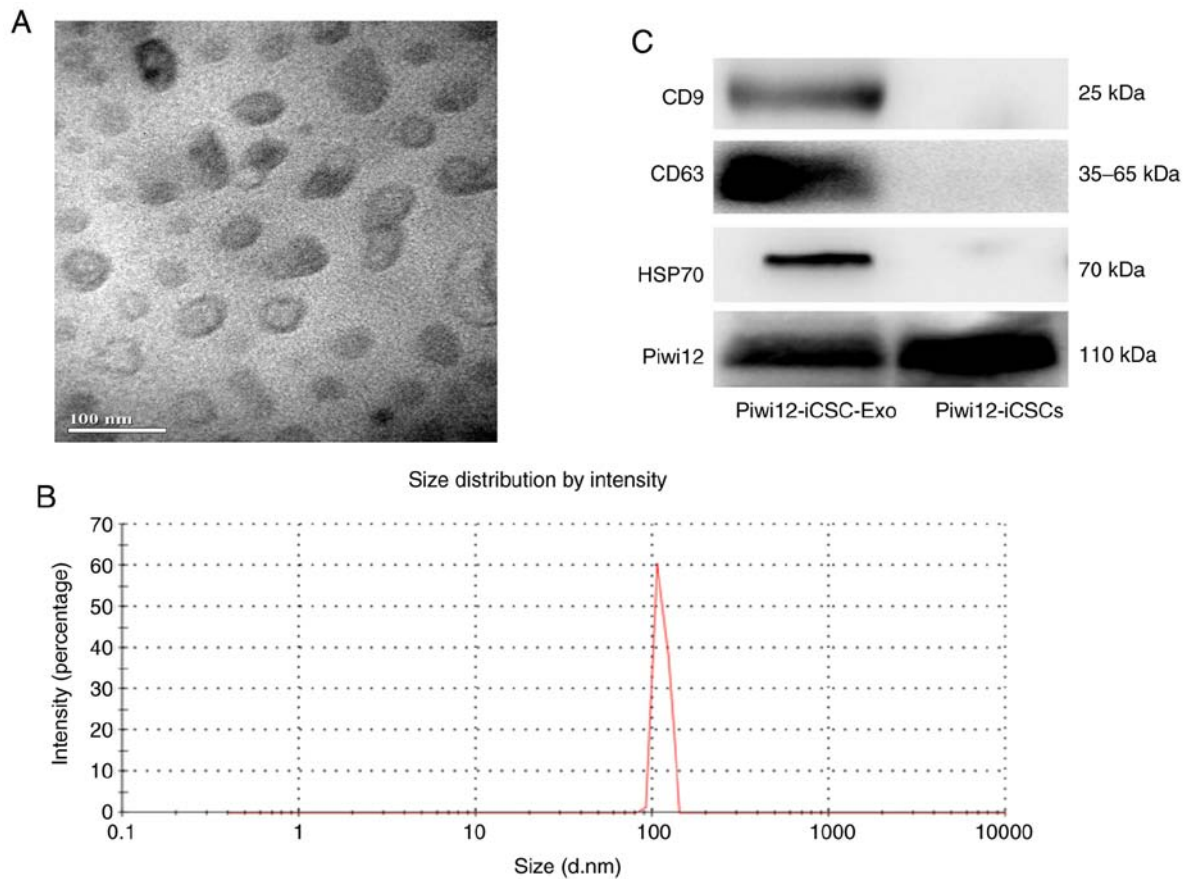 A
100 nm
C
CD9
25 kDa
CD63
35–65 kDa
HSP70
70 kDa
Piwi12
110 kDa
Piwi12-iCSC-Exo
Piwi12-iCSCs
B
Size distribution by intensity
Intensity (percentage)
70
60
50
40
30
20
10
0
0.1
1
10
100
1000
10000
Size (d.nm)